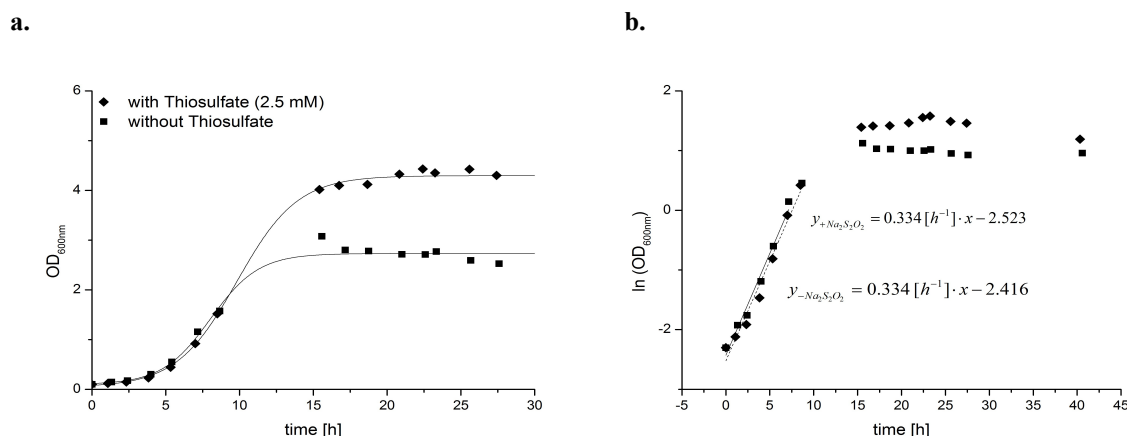 a.
6
4
2
0
OD600nm
with Thiosulfate (2.5 mM)
without Thiosulfate
0 5 10 15 20 25 30
time [h]
b.
2
0
-2
ln (OD600nm)
y+Na2S2O2 = 0.334 [h⁻¹]· x − 2.523
y−Na2S2O2 = 0.334 [h⁻¹]· x − 2.416
-5 0 5 10 15 20 25 30 35 40 45
time [h]